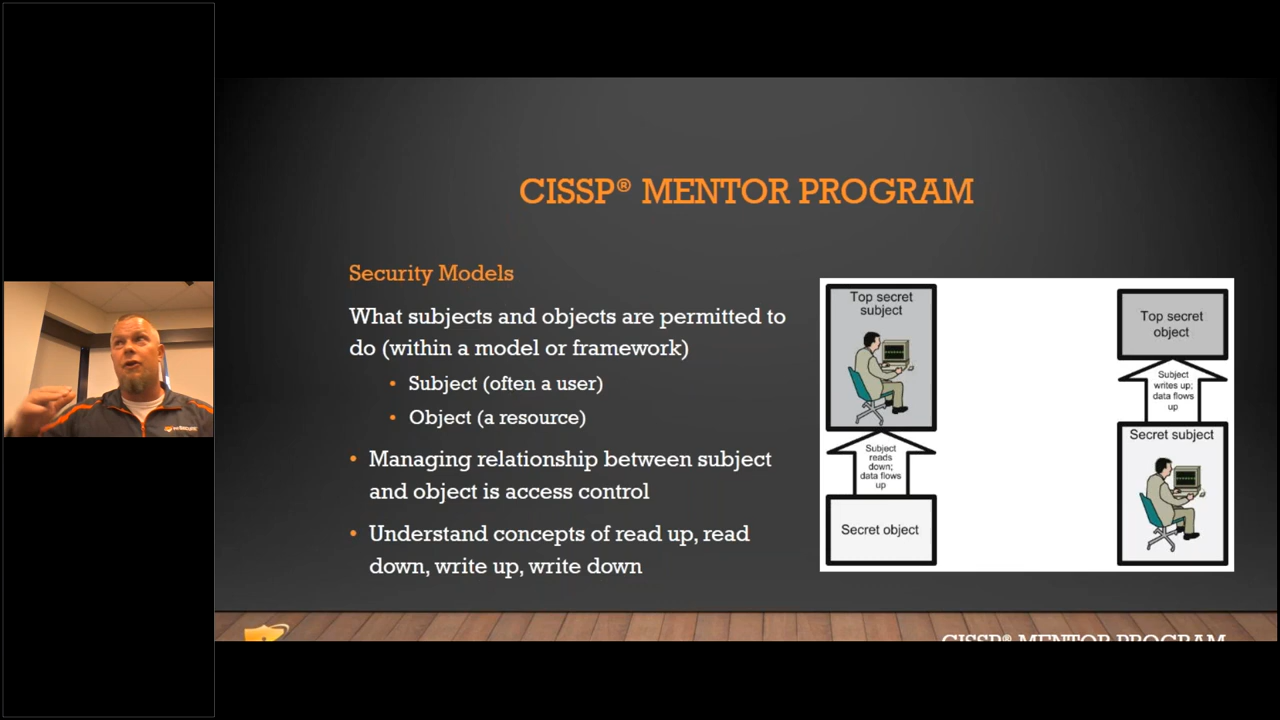 CISSP® MENTOR PROGRAM
Security Models
What subjects and objects are permitted to
do (within a model or framework)
• Subject (often a user)
• Object (a resource)
• Managing relationship between subject
and object is access control
• Understand concepts of read up, read
down, write up, write down
Top secret
subject
Subject
reads
down;
data flows
up
Secret object
Top secret
object
Subject
writes up;
data flows
up
Secret subject
CISSP® MENTOR PROGRAM